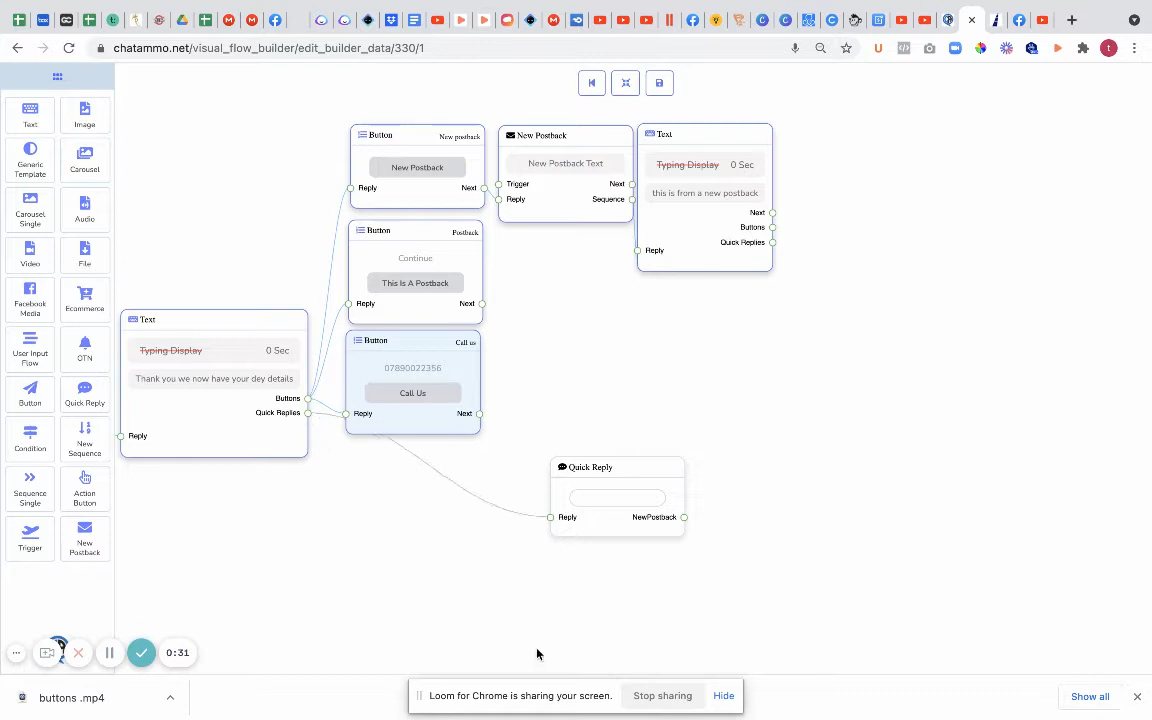 chatammo.net/visual_flow_builder/edit_builder_data/330/1
Text
Image
Generic
Template
Carousel
Carousel
Single
Audio
Video
File
Facebook
Media
Ecommerce
User Input
Flow
OTN
Button
Quick Reply
Condition
New
Sequence
Sequence
Single
Action
Button
Trigger
New
Postback
Text
Typing Display 0 Sec
Thank you we now have your dey details
Buttons
Quick Replies
Reply
Button New postback
New Postback
Reply Next
Button Postback
Continue
This Is A Postback
Reply Next
Button Call us
07890022356
Call Us
Reply Next
New Postback
New Postback Text
Trigger Next
Reply Sequence
Text
Typing Display 0 Sec
this is from a new postback
Next
Buttons
Quick Replies
Reply
Quick Reply
Reply NewPostback
0:31
buttons .mp4
Loom for Chrome is sharing your screen. Stop sharing Hide
Show all